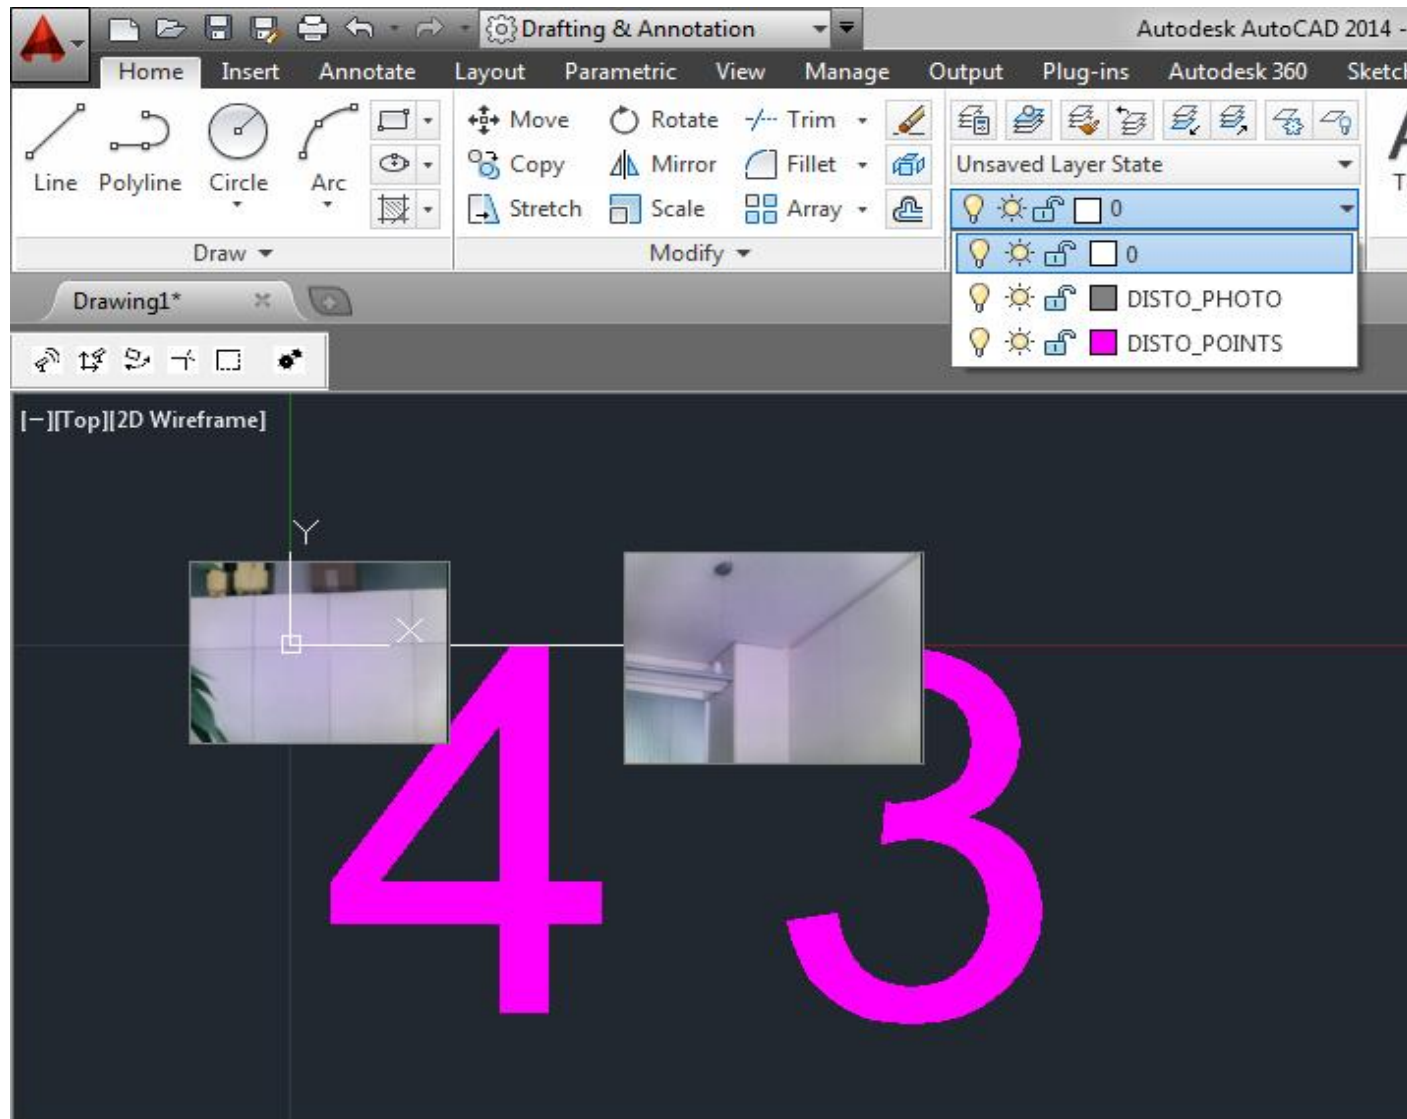 Drafting & Annotation
Autodesk AutoCAD 2014 -
Home Insert Annotate Layout Parametric View Manage Output Plug-ins Autodesk 360 Sketch
Move Rotate Trim
Copy Mirror Fillet
Unsaved Layer State
Line Polyline Circle Arc
Stretch Scale Array
0
Draw Modify
0
Drawing1*
DISTO_PHOTO
DISTO_POINTS
[−][Top][2D Wireframe]
Y
X
4 3